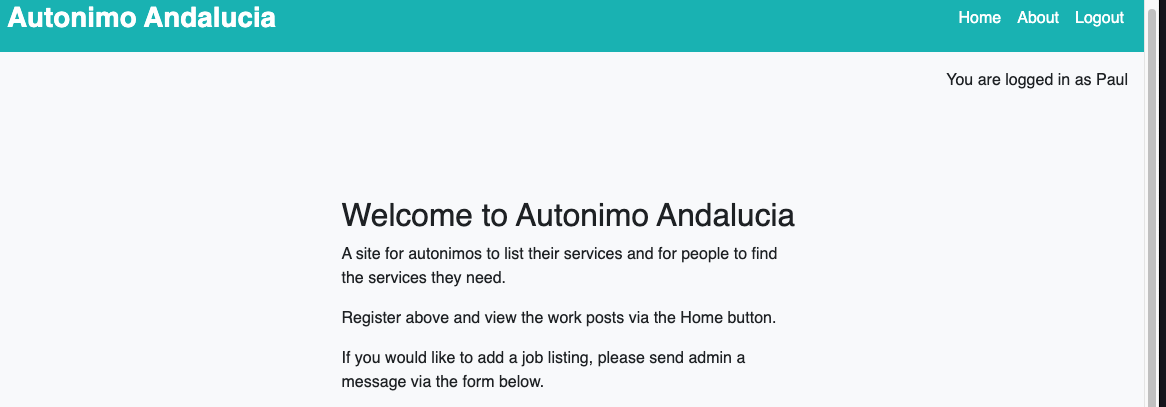 Autonimo Andalucia
Home About Logout
You are logged in as Paul
Welcome to Autonimo Andalucia
A site for autonimos to list their services and for people to find
the services they need.
Register above and view the work posts via the Home button.
If you would like to add a job listing, please send admin a
message via the form below.